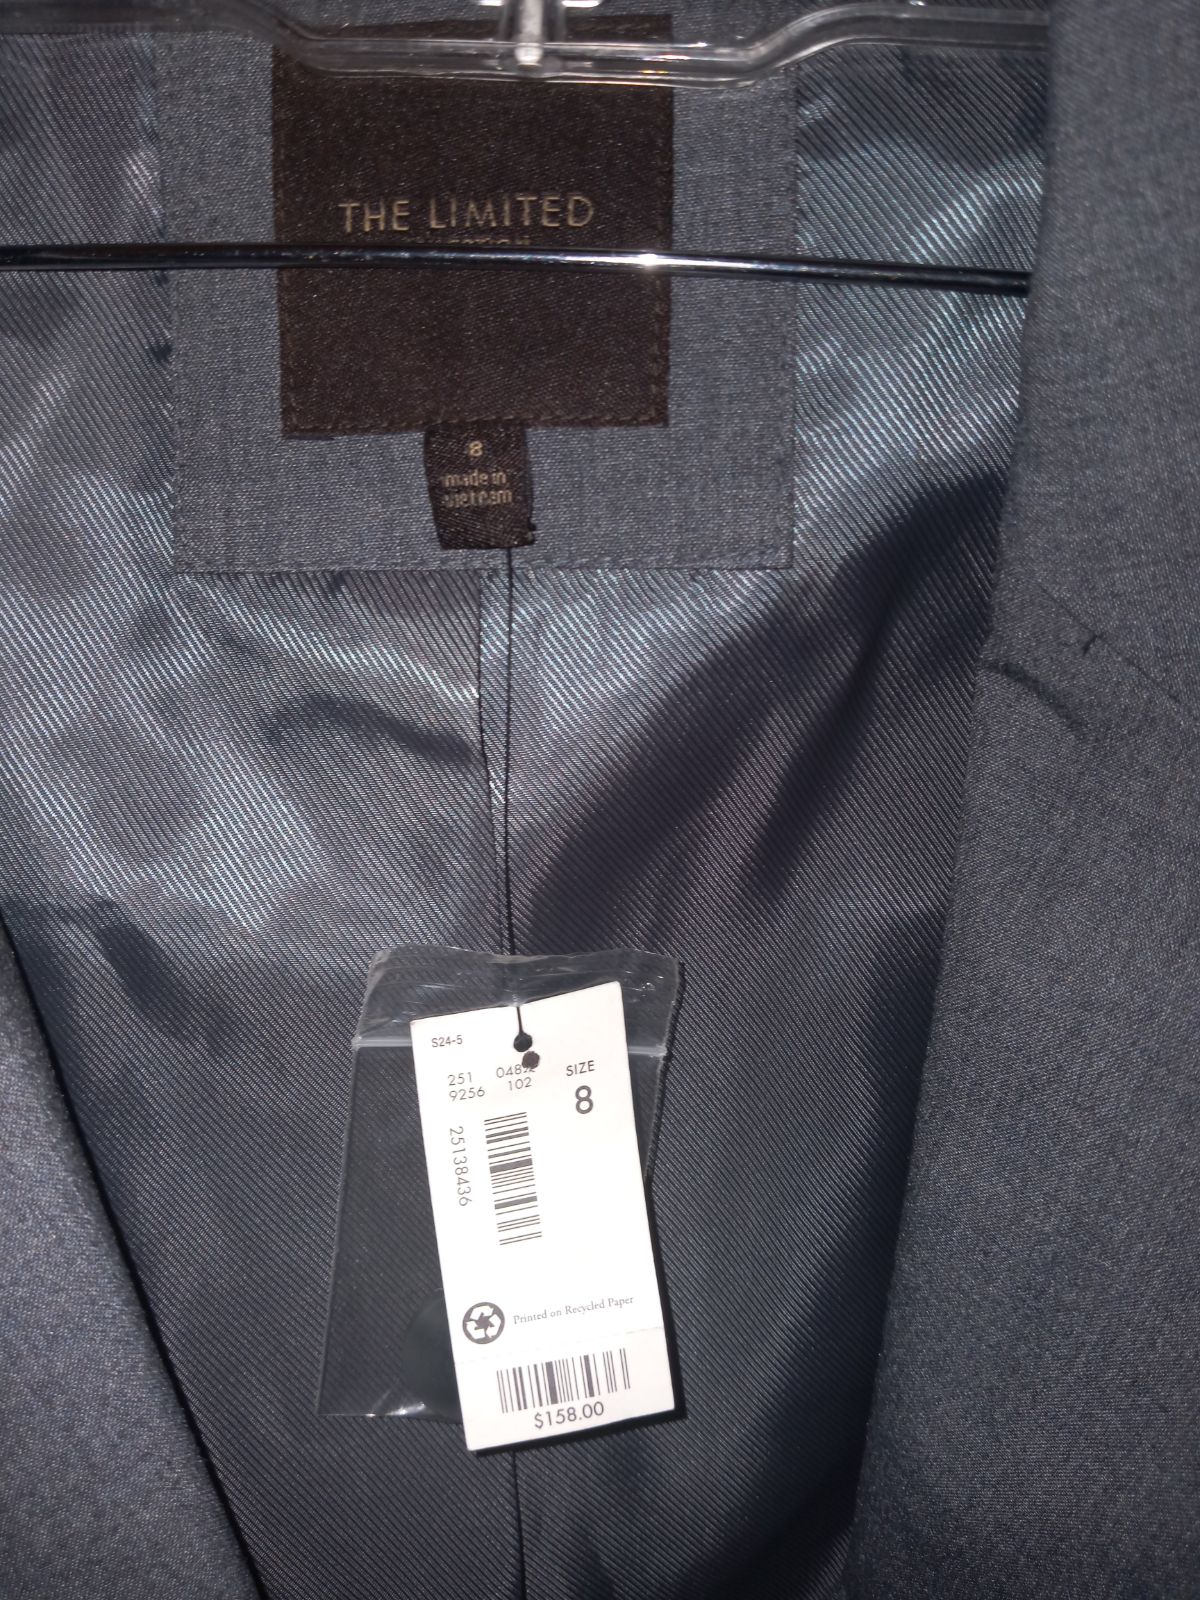 THE LIMITED
8
made in
vietnam
S24-5
251
9256 102
SIZE
8
25138436
Printed on Recycled Paper
$158.00